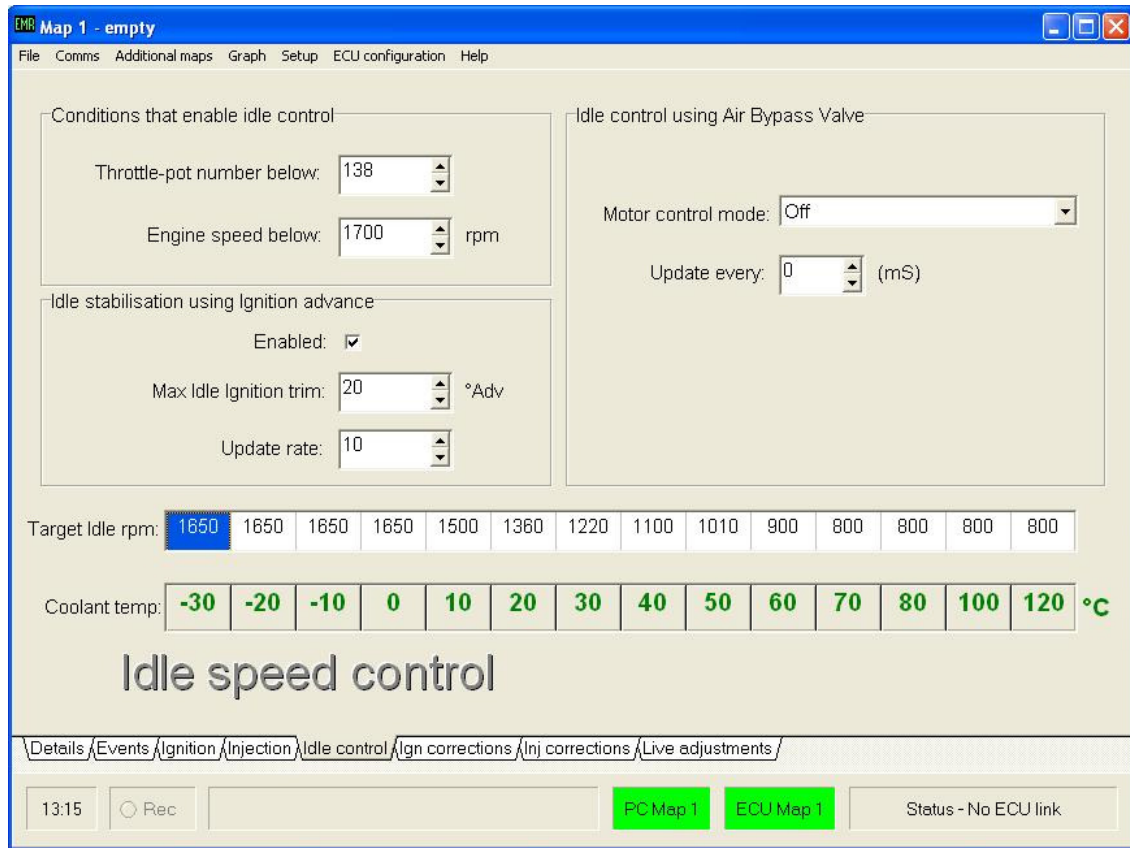 EMR Map 1 - empty
File Comms Additional maps Graph Setup ECU configuration Help
Conditions that enable idle control
Throttle-pot number below: 138
Engine speed below: 1700 rpm
Idle stabilisation using Ignition advance
Enabled:
Max Idle Ignition trim: 20 °Adv
Update rate: 10
Idle control using Air Bypass Valve
Motor control mode: Off
Update every: 0 (mS)
Target Idle rpm: 1650 1650 1650 1650 1500 1360 1220 1100 1010 900 800 800 800 800
Coolant temp: -30 -20 -10 0 10 20 30 40 50 60 70 80 100 120 °C
Idle speed control
Details Events Ignition Injection Idle control Ign corrections Inj corrections Live adjustments
13:15 Rec PC Map 1 ECU Map 1 Status - No ECU link